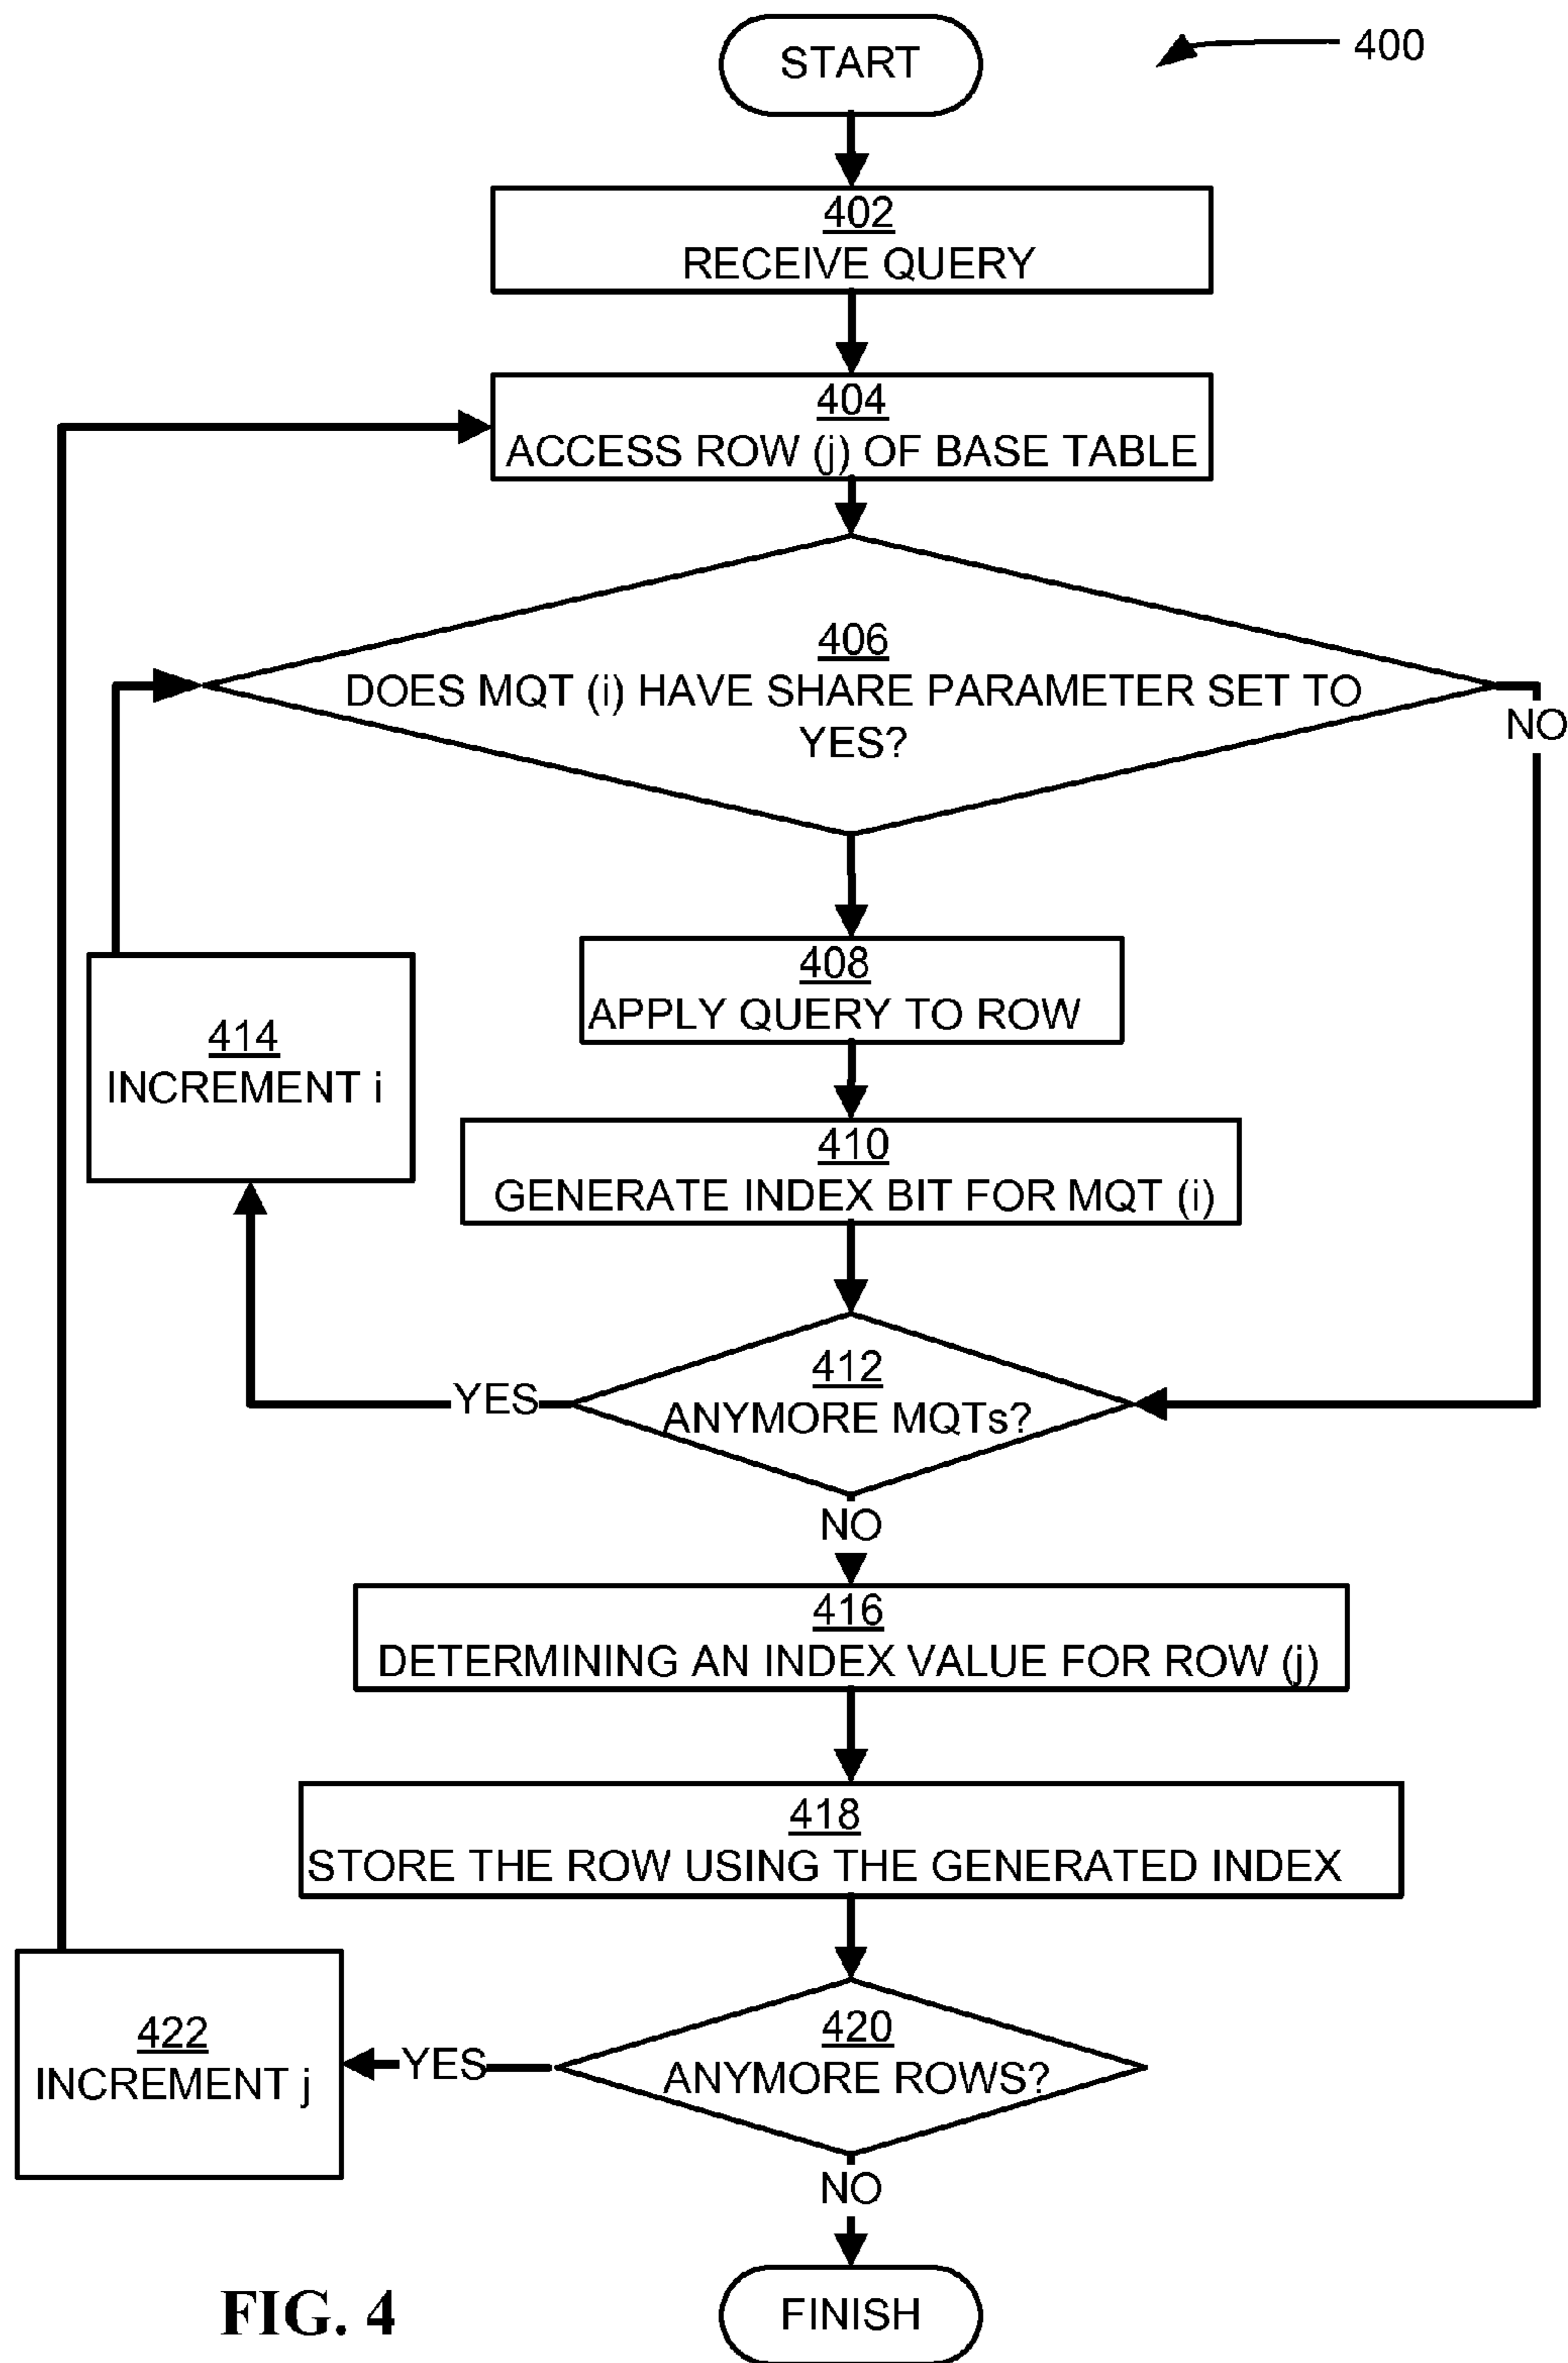 START
400
402
RECEIVE QUERY
404
ACCESS ROW (j) OF BASE TABLE
406
DOES MQT (i) HAVE SHARE PARAMETER SET TO
YES?
NO
408
APPLY QUERY TO ROW
414
INCREMENT i
410
GENERATE INDEX BIT FOR MQT (i)
412
ANYMORE MQTs?
YES
NO
416
DETERMINING AN INDEX VALUE FOR ROW (j)
418
STORE THE ROW USING THE GENERATED INDEX
420
ANYMORE ROWS?
YES
422
INCREMENT j
NO
FINISH
FIG. 4